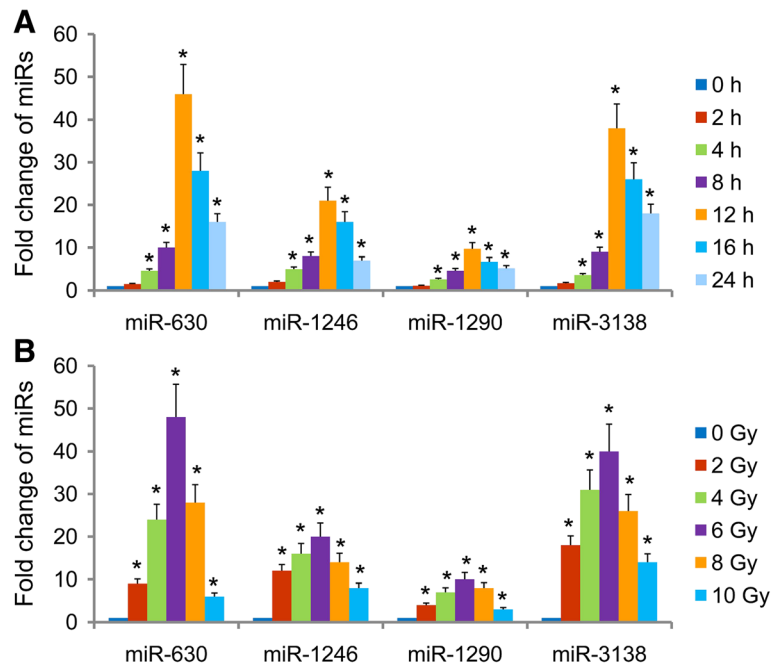 A
Fold change of miRs
60
50
40
30
20
10
0
* * * * *
* * * * *
* * * * *
* * * * *
miR-630
miR-1246
miR-1290
miR-3138
0 h
2 h
4 h
8 h
12 h
16 h
24 h
B
Fold change of miRs
60
50
40
30
20
10
0
* * * * *
* * * * *
* * * * *
* * * * *
miR-630
miR-1246
miR-1290
miR-3138
0 Gy
2 Gy
4 Gy
6 Gy
8 Gy
10 Gy